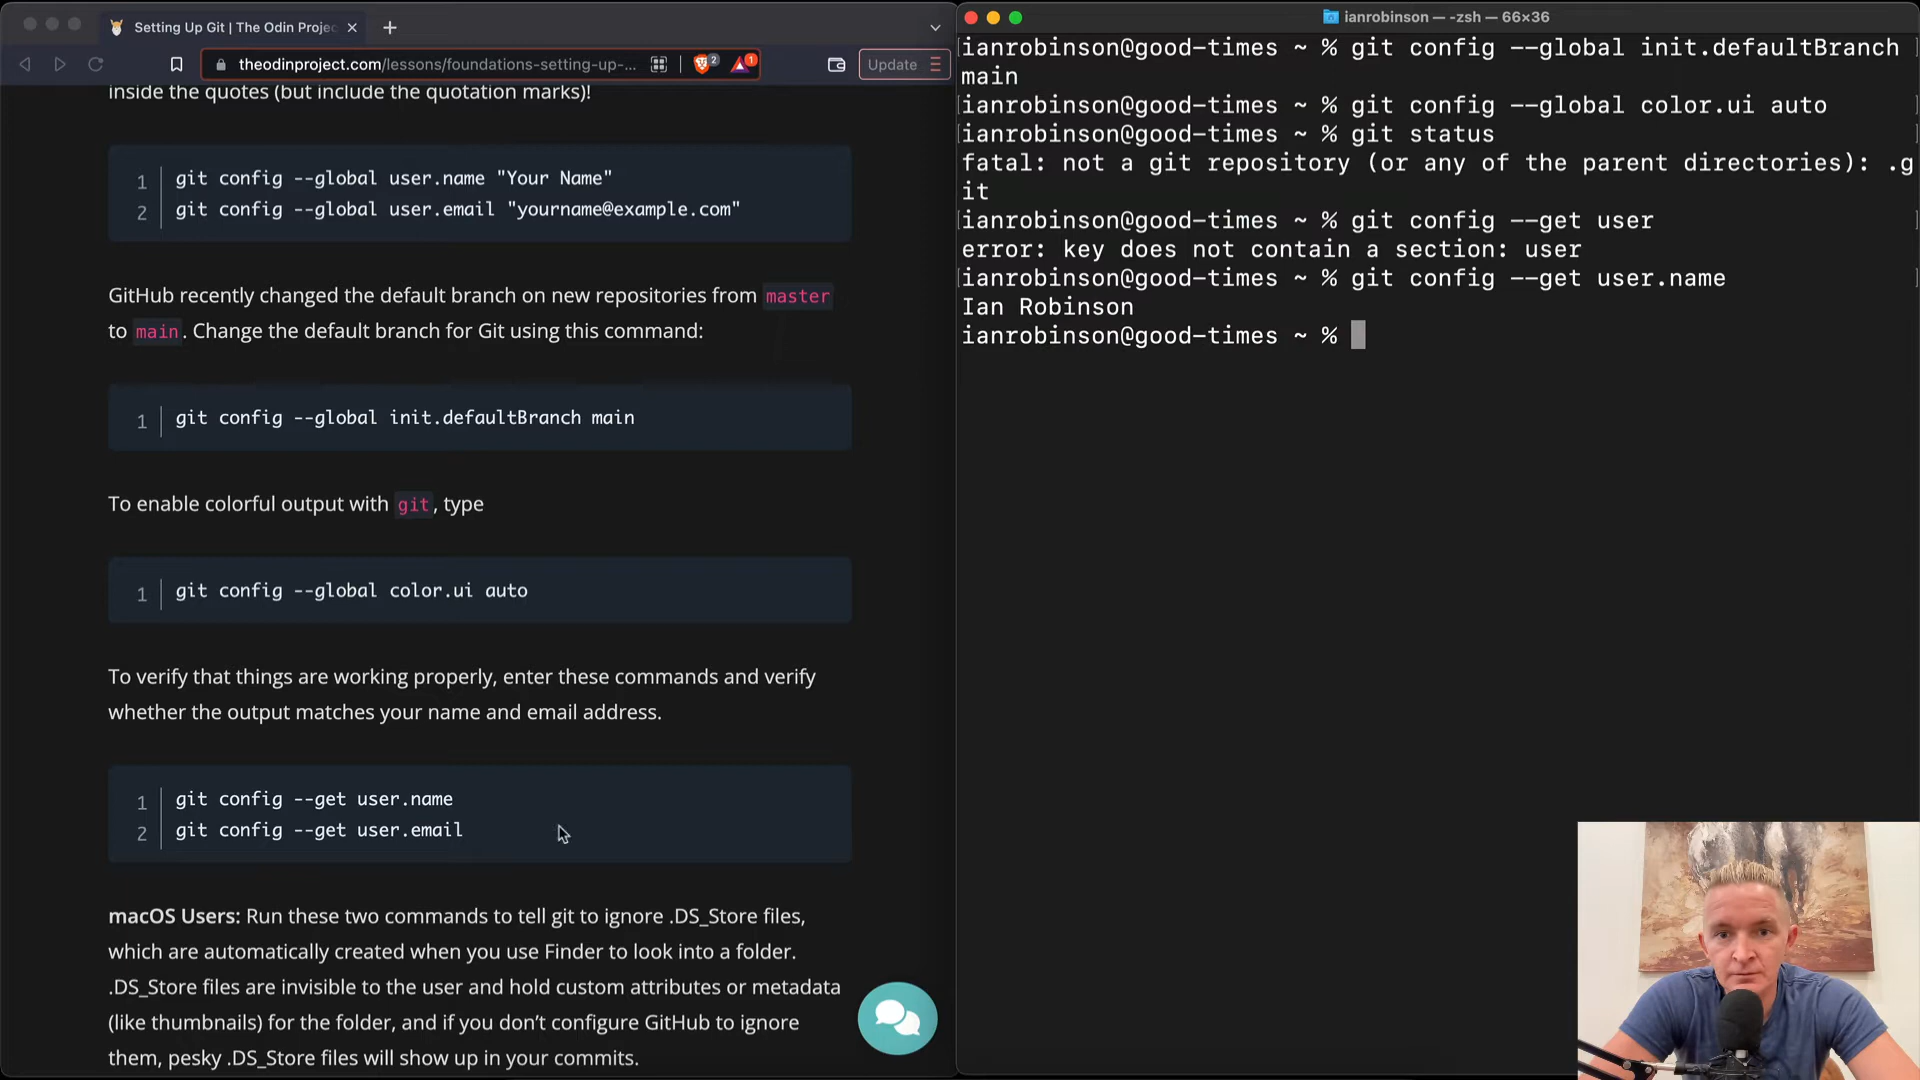 Setting Up Git | The Odin Projec
theodinproject.com/lessons/foundations-setting-up-...
2
1
Update
inside the quotes (but include the quotation marks)!
1 git config --global user.name "Your Name"
2 git config --global user.email "yourname@example.com"
GitHub recently changed the default branch on new repositories from master
to main. Change the default branch for Git using this command:
1 git config --global init.defaultBranch main
To enable colorful output with git, type
1 git config --global color.ui auto
To verify that things are working properly, enter these commands and verify
whether the output matches your name and email address.
1 git config --get user.name
2 git config --get user.email
macOS Users: Run these two commands to tell git to ignore .DS_Store files,
which are automatically created when you use Finder to look into a folder.
.DS_Store files are invisible to the user and hold custom attributes or metadata
(like thumbnails) for the folder, and if you don’t configure GitHub to ignore
them, pesky .DS_Store files will show up in your commits.
ianrobinson — -zsh — 66×36
[ianrobinson@good-times ~ % git config --global init.defaultBranch ]
main
[ianrobinson@good-times ~ % git config --global color.ui auto ]
[ianrobinson@good-times ~ % git status ]
fatal: not a git repository (or any of the parent directories): .g
it
[ianrobinson@good-times ~ % git config --get user ]
error: key does not contain a section: user
[ianrobinson@good-times ~ % git config --get user.name ]
Ian Robinson
ianrobinson@good-times ~ %